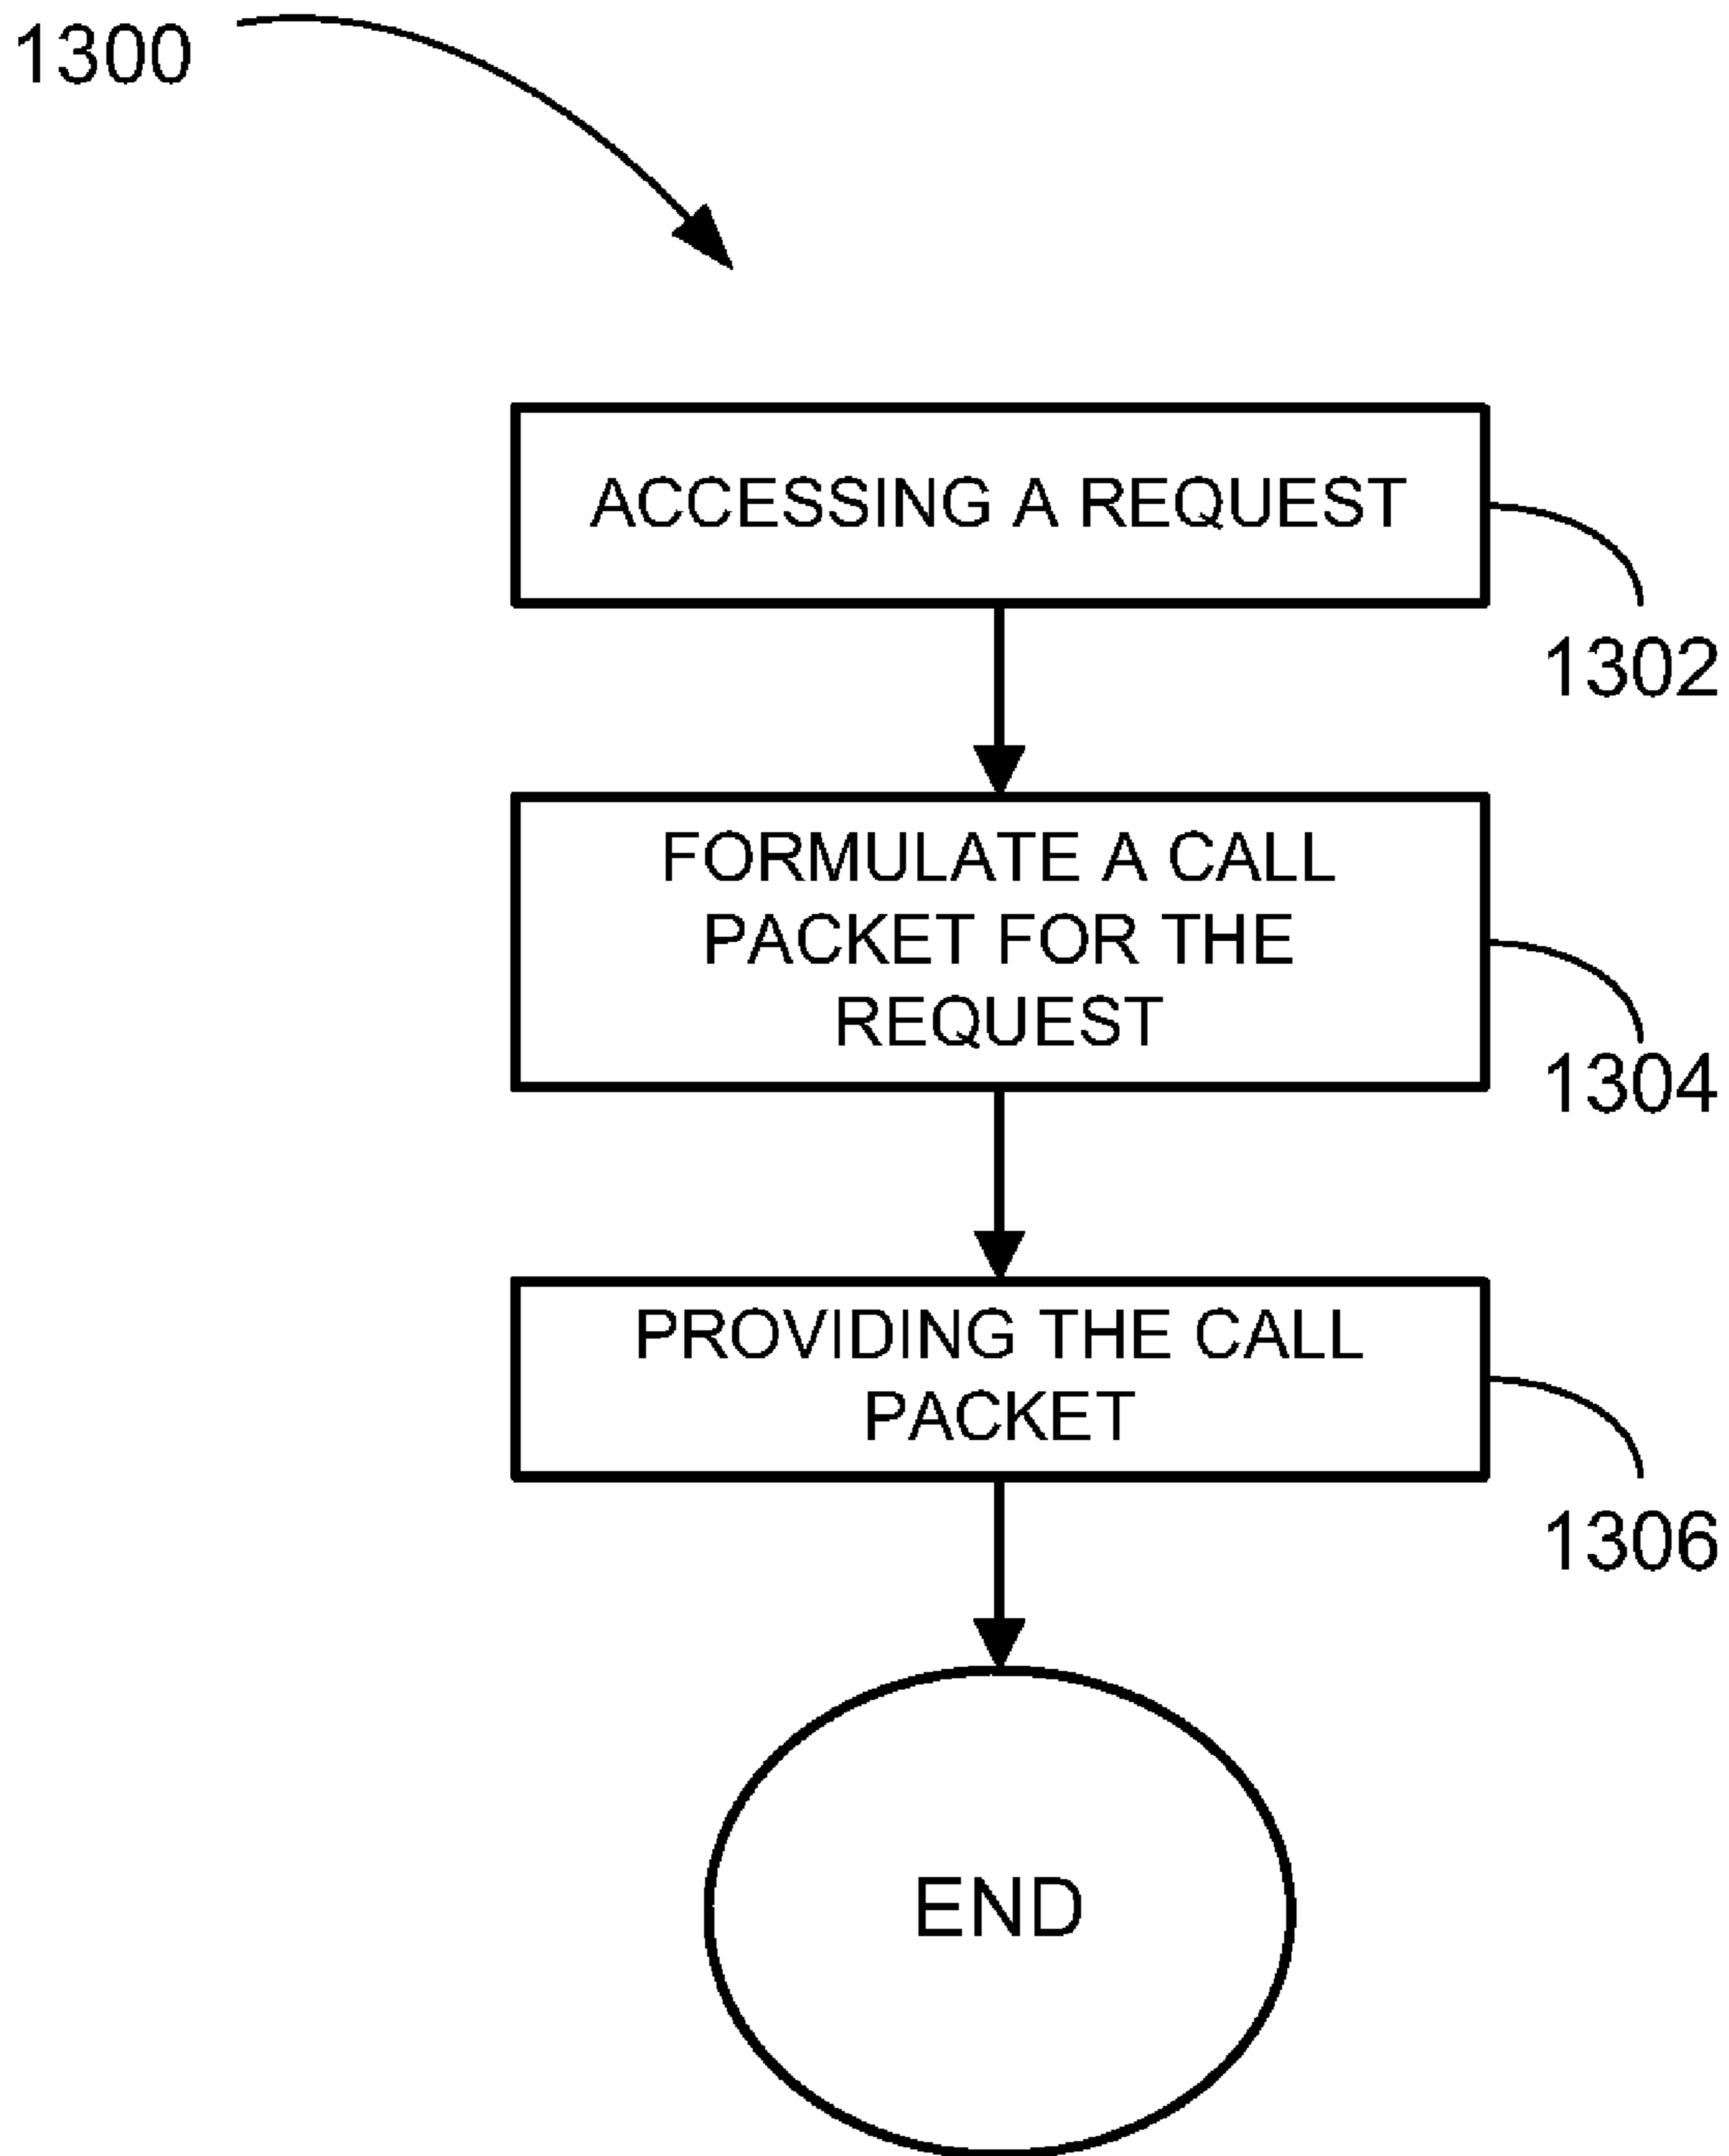 1300
ACCESSING A REQUEST
1302
FORMULATE A CALL
PACKET FOR THE
REQUEST
1304
PROVIDING THE CALL
PACKET
1306
END